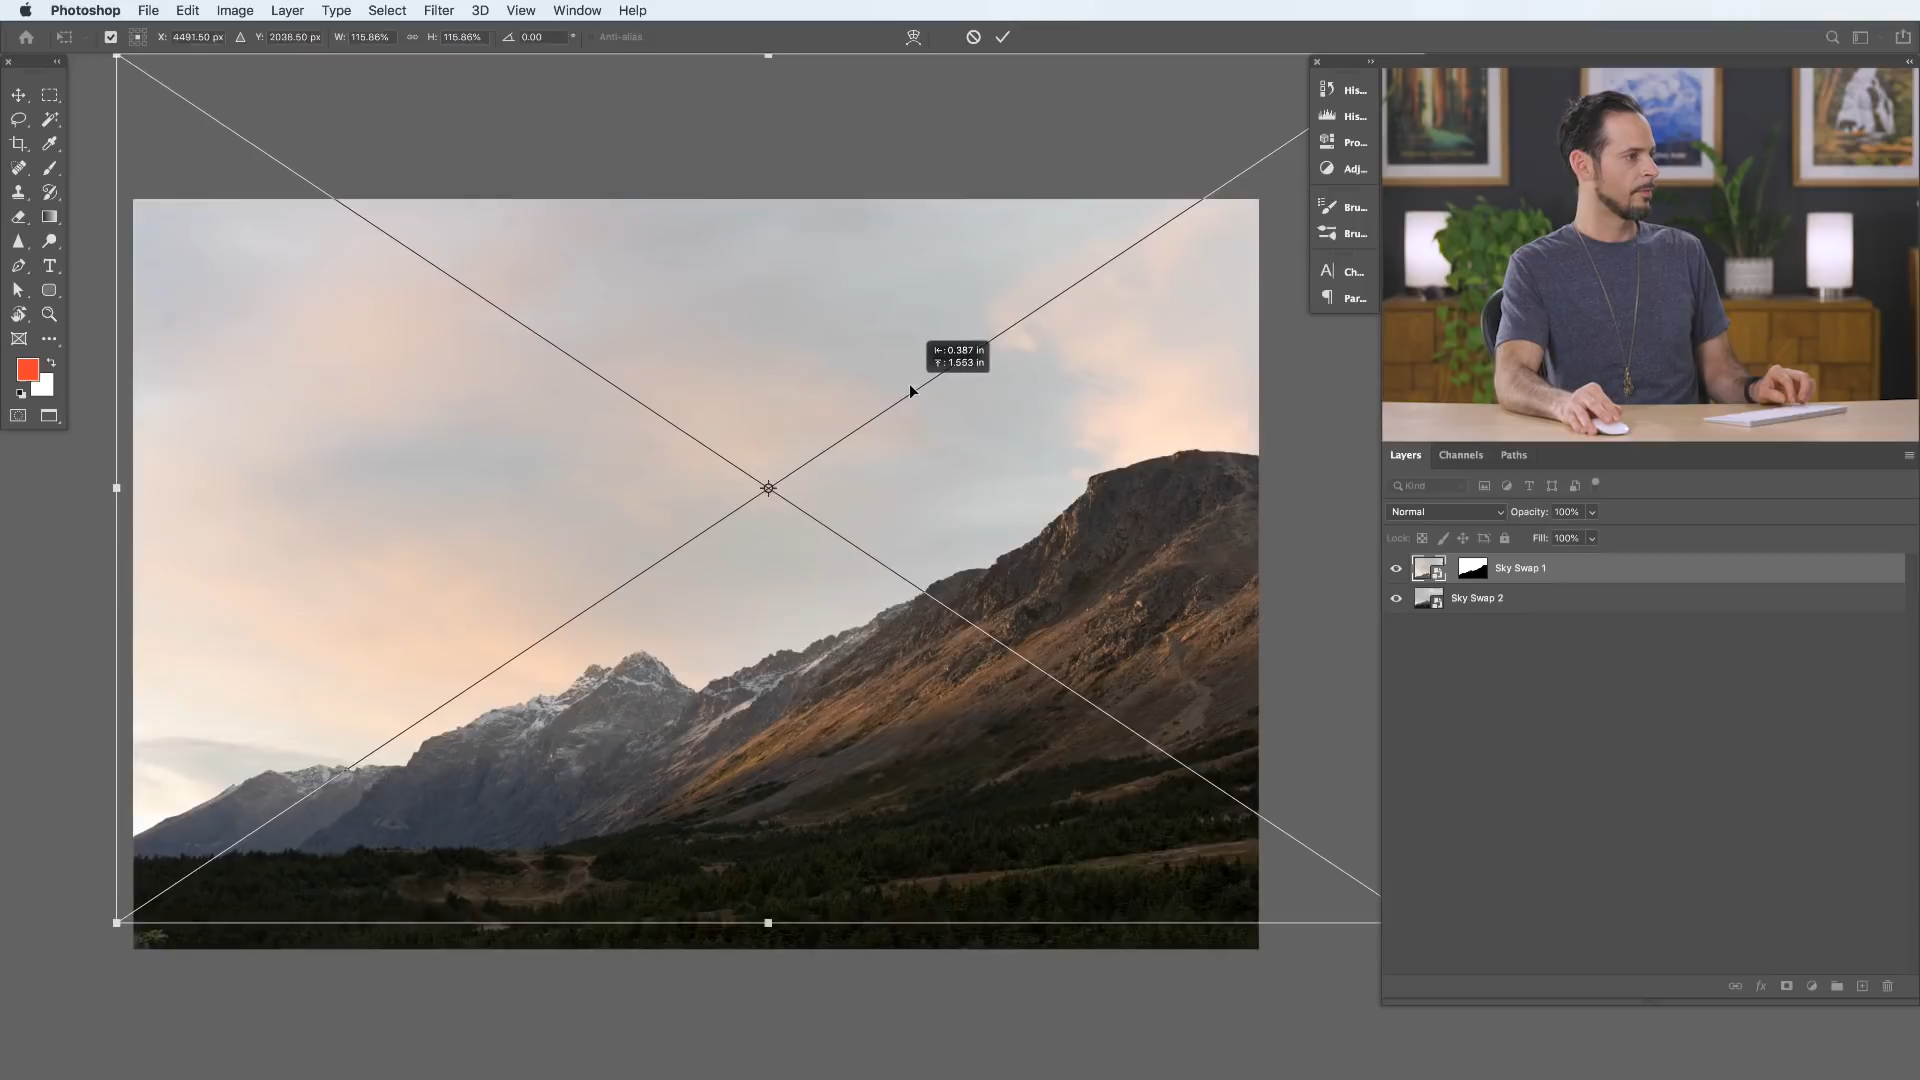 Photoshop File Edit Image Layer Type Select Filter 3D View Window Help
X: 4491.50 px Y: 2038.50 px W: 115.86% H: 115.86% 0.00 ° Anti-alias
His...
His...
Pro...
Adj...
Bru...
Bru...
Ch...
Par...
: 0.387 in
: 1.553 in
Layers Channels Paths
Kind
Normal Opacity: 100%
Lock: Fill: 100%
Sky Swap 1
Sky Swap 2